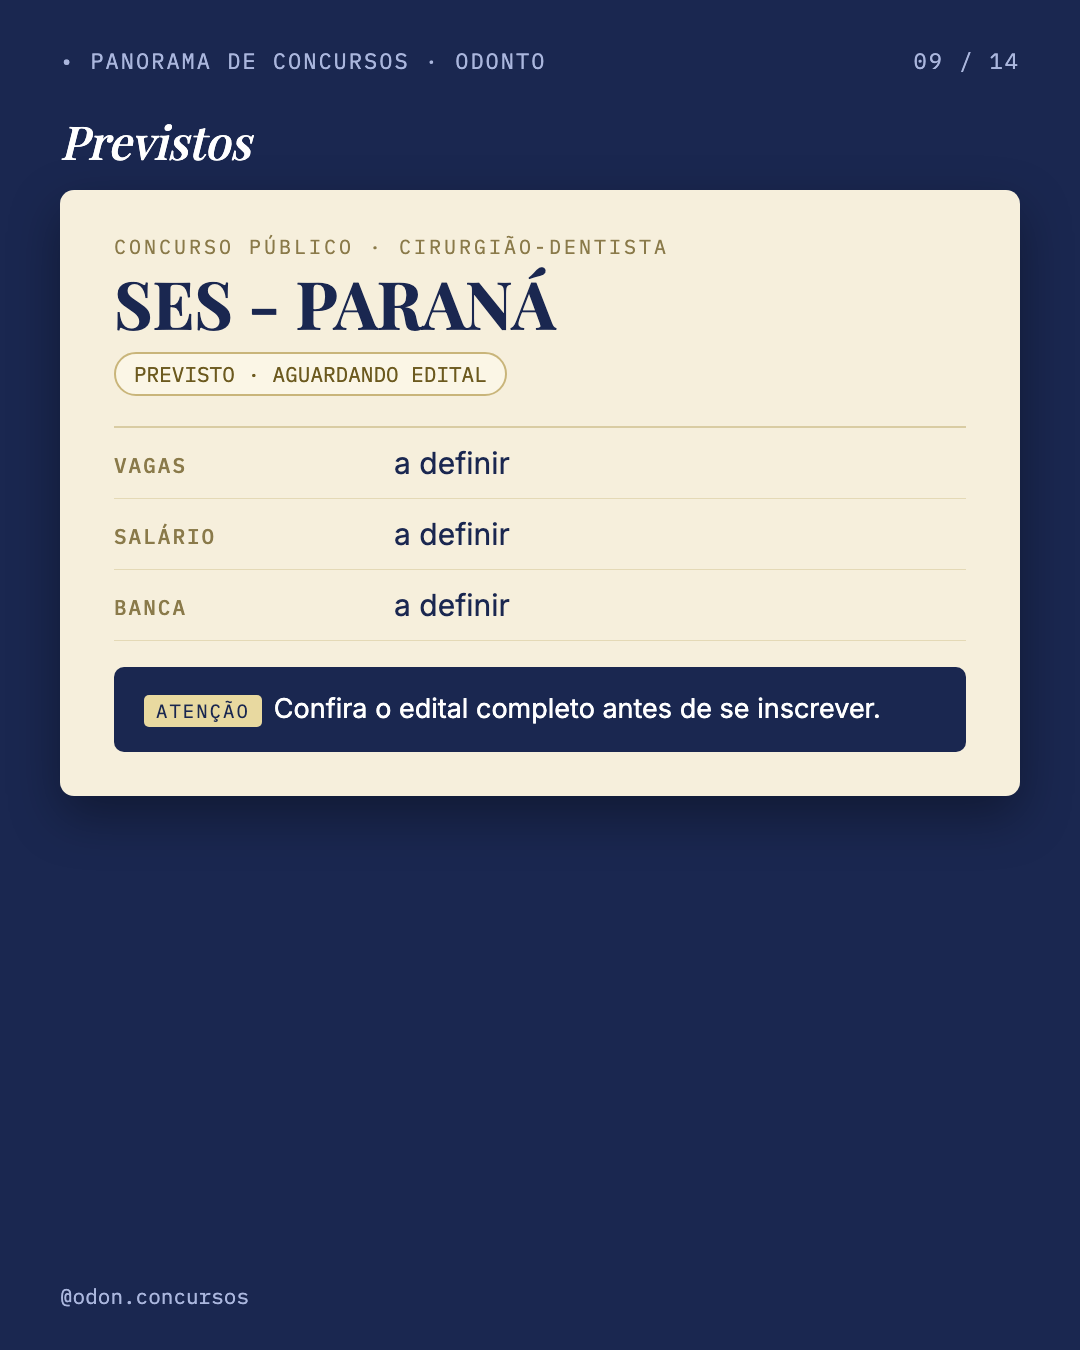 • PANORAMA DE CONCURSOS · ODONTO
09 / 14
Previstos
CONCURSO PÚBLICO · CIRURGIÃO-DENTISTA
SES - PARANÁ
PREVISTO · AGUARDANDO EDITAL
VAGAS a definir
SALÁRIO a definir
BANCA a definir
ATENÇÃO Confira o edital completo antes de se inscrever.
@odon.concursos